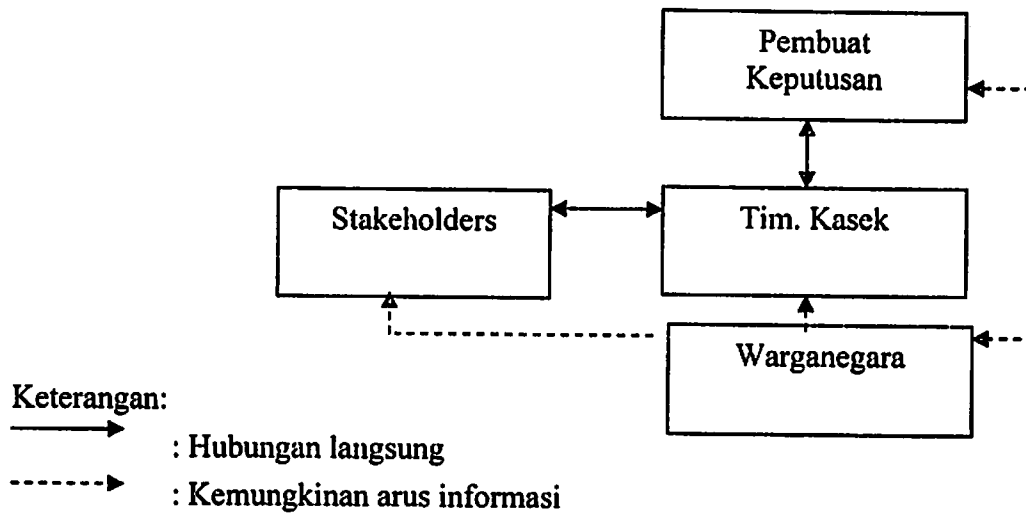 Pembuat
Keputusan
Stakeholders
Tim. Kasek
Warganegara
Keterangan:
: Hubungan langsung
: Kemungkinan arus informasi